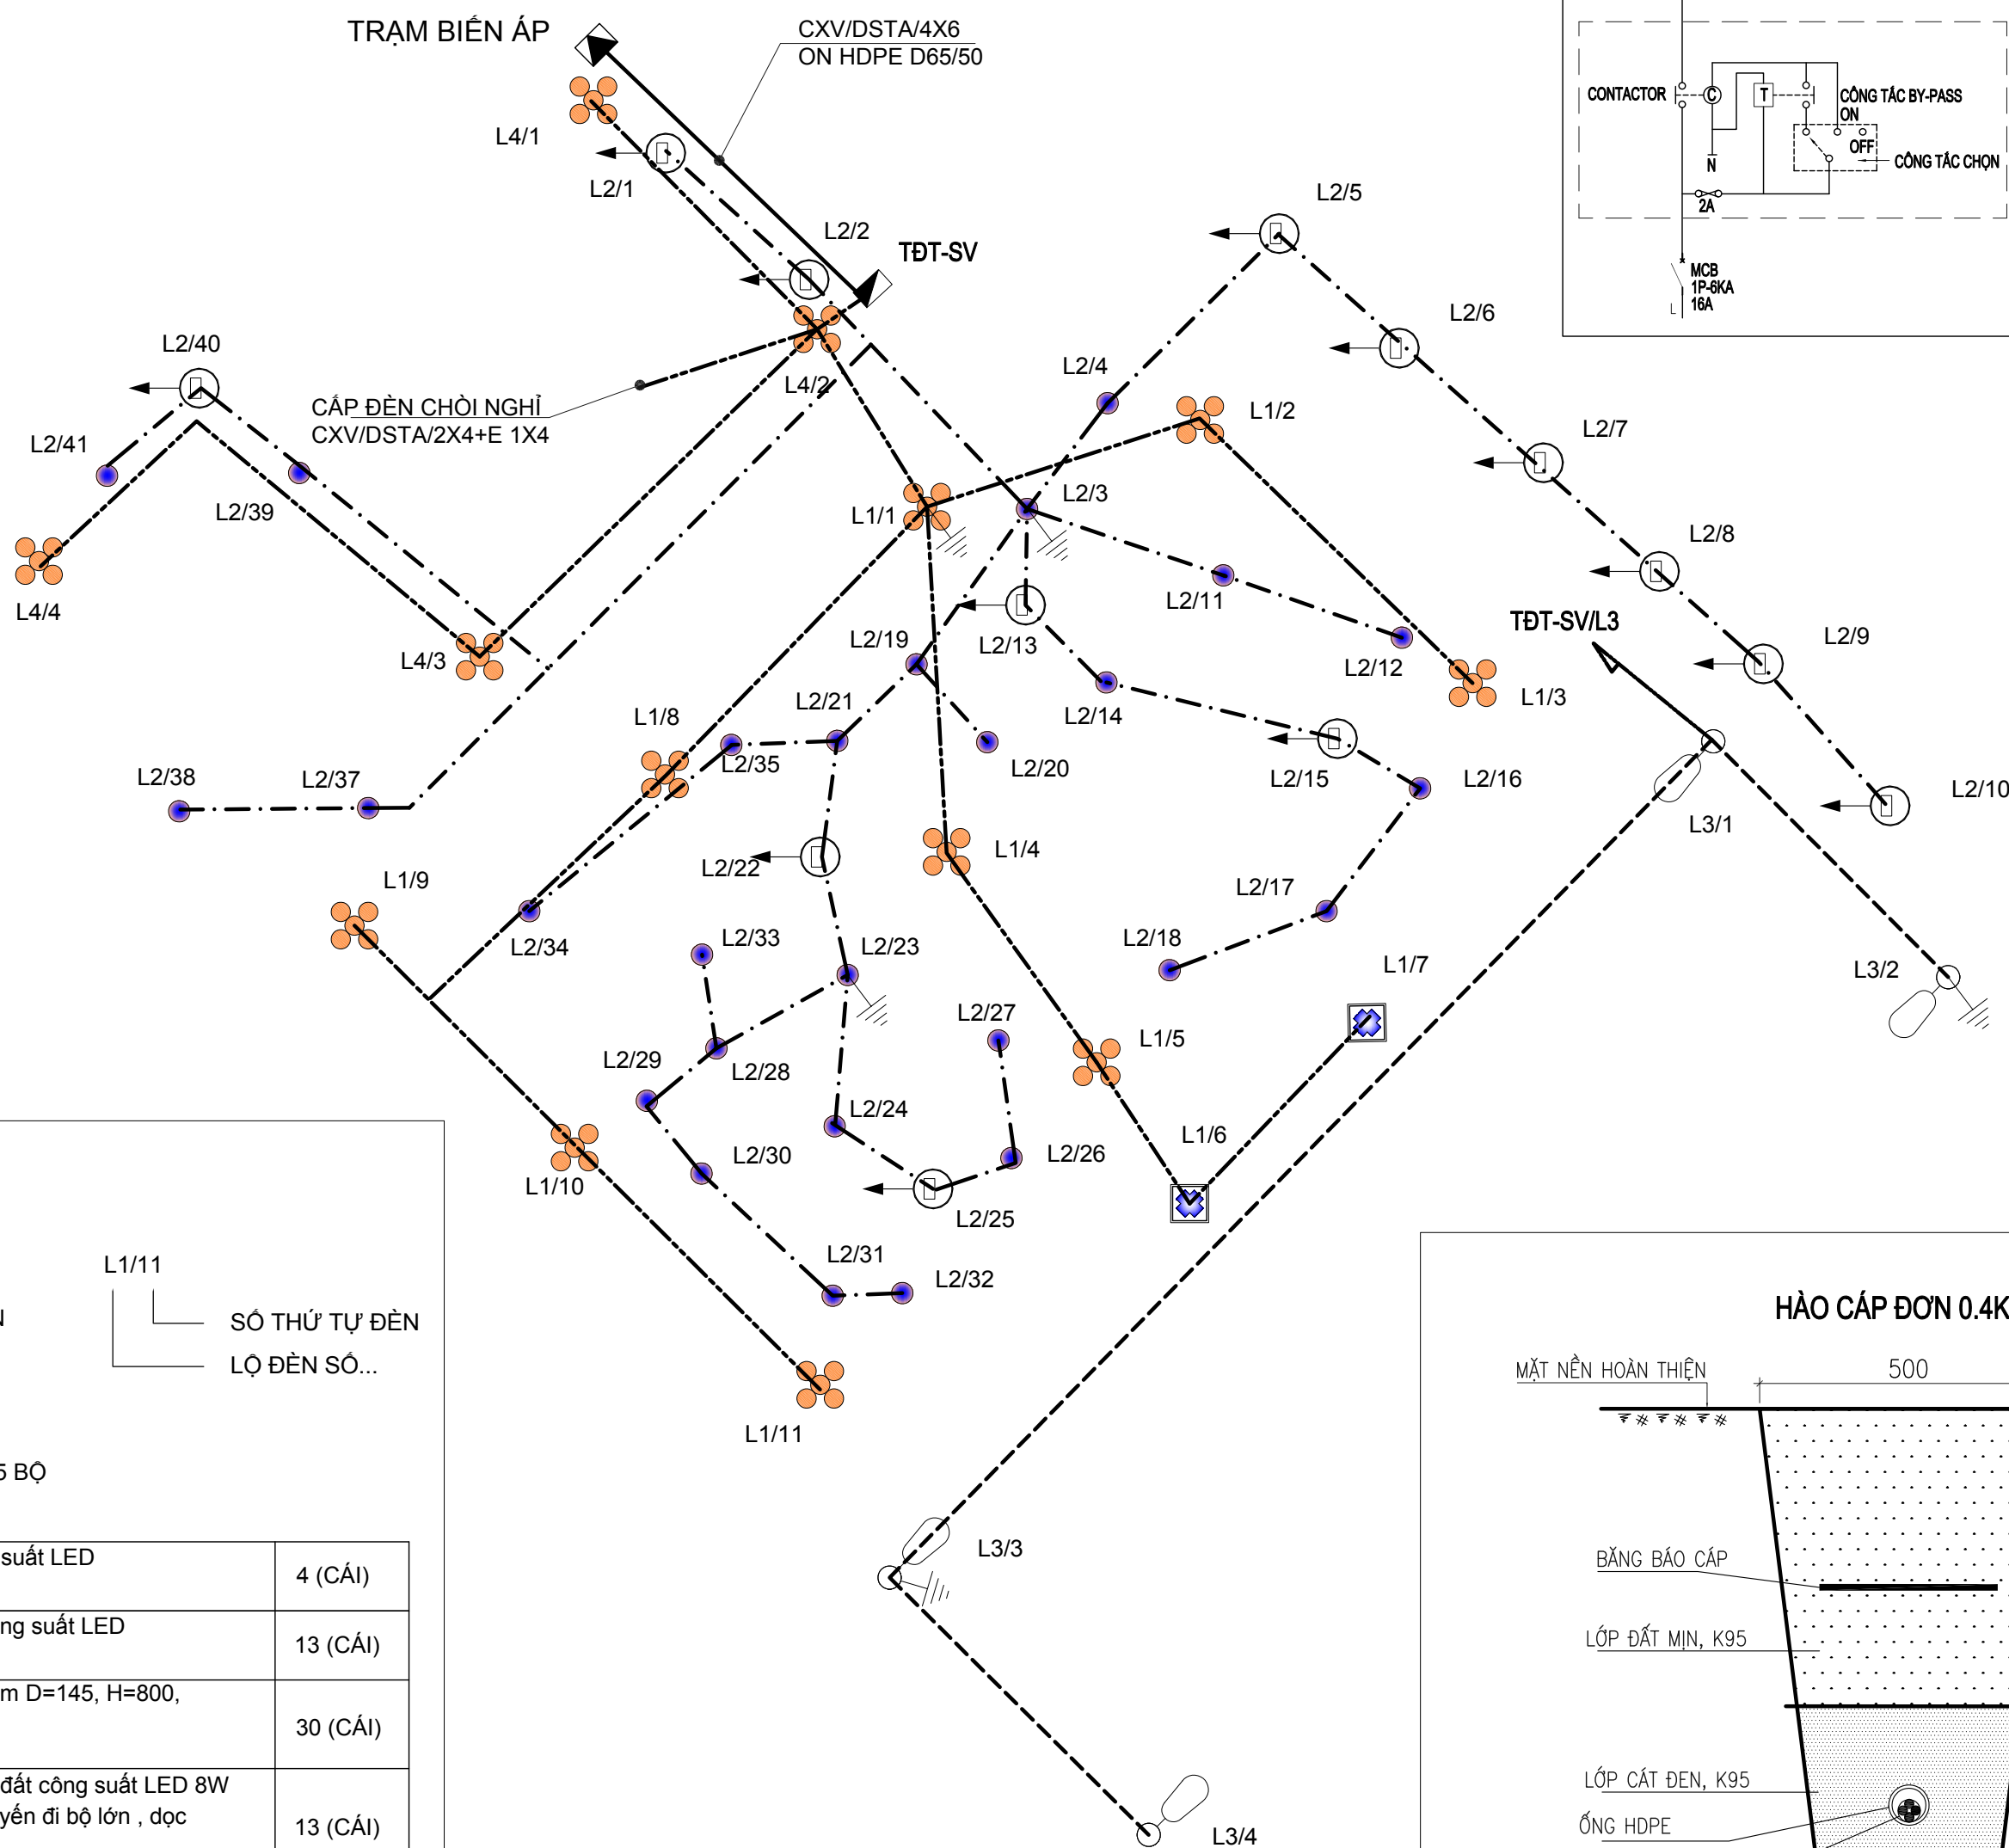 TRẠM BIẾN ÁP
CXV/DSTA/4X6
ON HDPE D65/50
L4/1
L2/1
L2/2
TĐT-SV
L2/5
CONTACTOR
C
T
CÔNG TẮC BY-PASS
ON
OFF
CÔNG TẮC CHỌN
N
2A
MCB
1P-6KA
16A
L
L2/6
L2/40
L2/4
L4/2
CẤP ĐÈN CHÒI NGHỈ
CXV/DSTA/2X4+E 1X4
L1/2
L2/7
L2/41
L2/39
L1/1
L2/3
L2/8
L4/4
L2/11
L4/3
L2/19
L2/13
L2/12
TĐT-SV/L3
L2/9
L1/3
L1/8
L2/21
L2/14
L2/38
L2/37
L2/35
L2/20
L2/15
L2/16
L2/10
L3/1
L1/4
L2/22
L1/9
L2/17
L2/34
L2/33
L2/23
L2/18
L1/7
L3/2
L2/27
L1/5
L2/29
L2/28
L2/24
L1/6
L2/30
L2/26
L1/10
L2/25
L2/31
L2/32
L1/11
N
SỐ THỨ TỰ ĐÈN
LỘ ĐÈN SỐ...
HÀO CÁP ĐƠN 0.4K
MẶT NỀN HOÀN THIỆN
500
L1/11
5 BỘ
L3/3
suất LED
4 (CÁI)
BĂNG BÁO CÁP
ng suất LED
13 (CÁI)
LỚP ĐẤT MỊN, K95
m D=145, H=800,
30 (CÁI)
đất công suất LED 8W
yến đi bộ lớn , dọc
13 (CÁI)
LỚP CÁT ĐEN, K95
ỐNG HDPE
L3/4